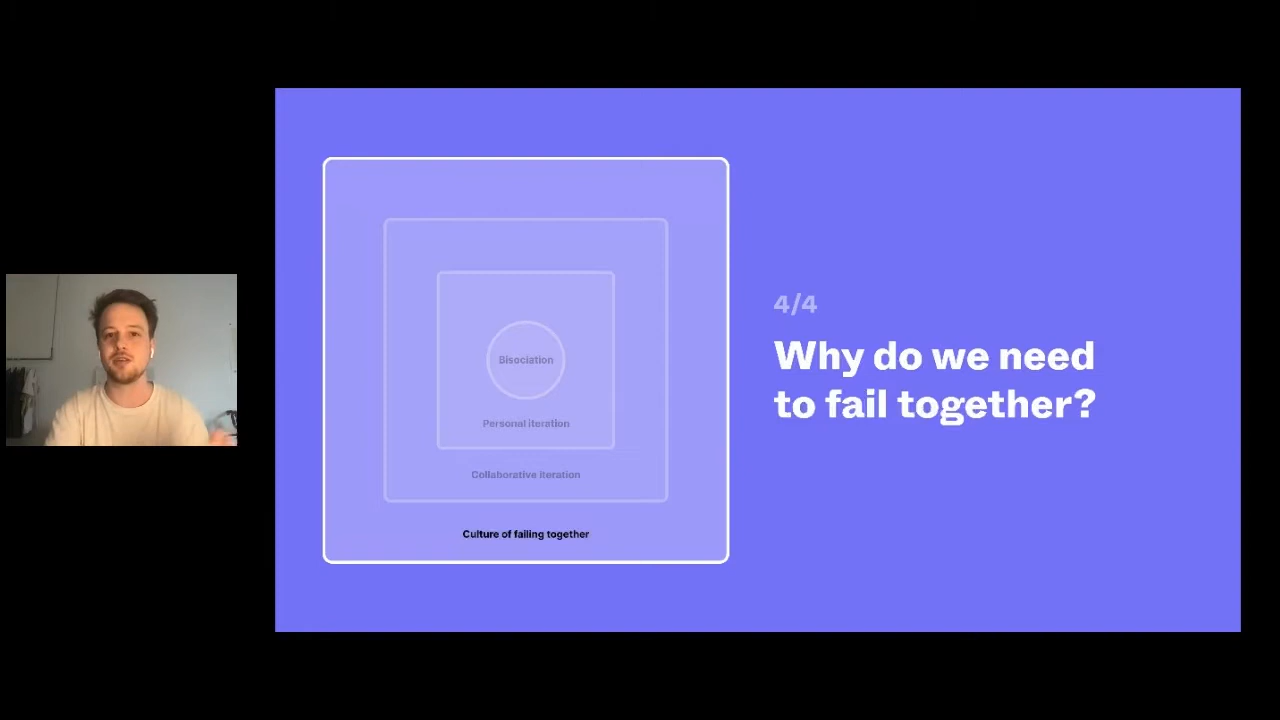 Bisociation
Personal iteration
Collaborative iteration
Culture of failing together
4/4
Why do we need
to fail together?